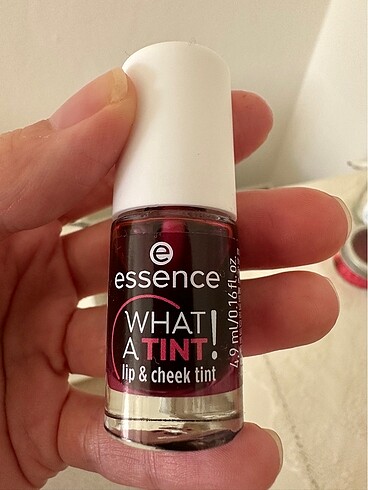 e
essence
WHAT
A TINT!
lip & cheek tint
4.9 ml/0.16 fl. oz.